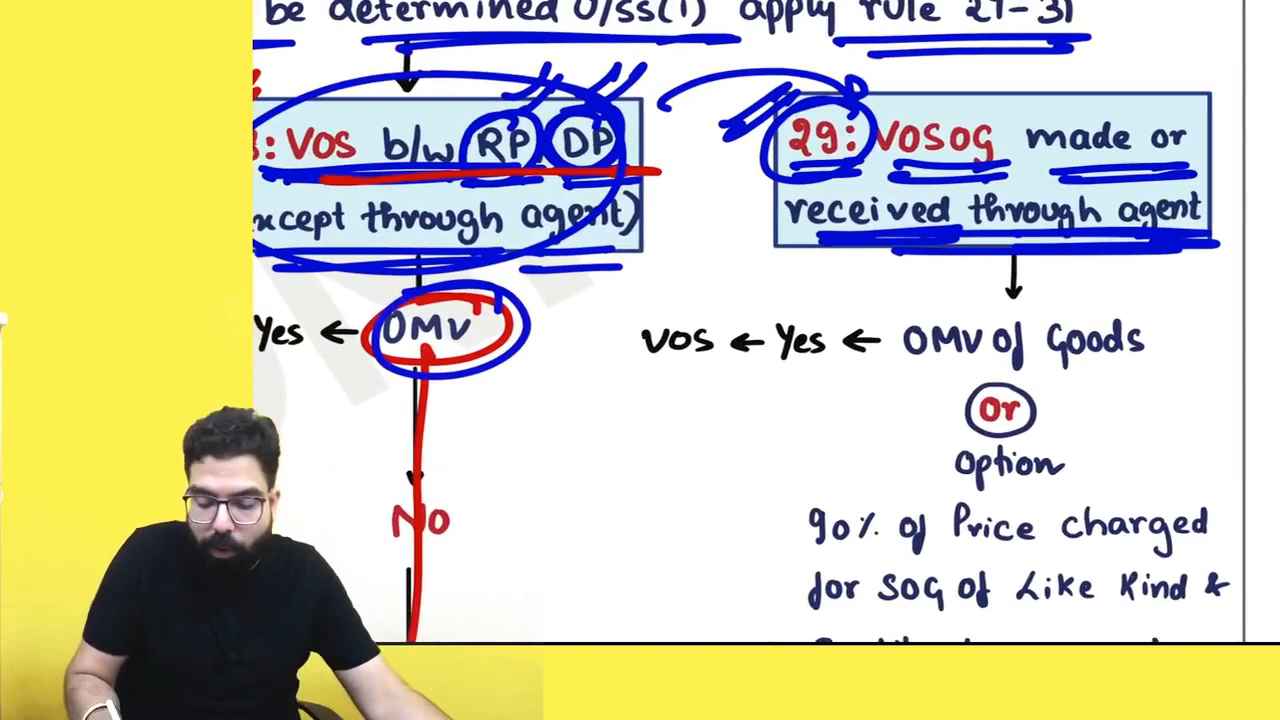 be determined U/ss(1) apply rule 27-31
: VOS b/w RP DP
xcept through agent)
29: VOSOG made or
received through agent
Yes ← OMV
VOS ← Yes ← OMV of Goods
Or
Option
No
90% of Price charged
for SOG of Like Kind &